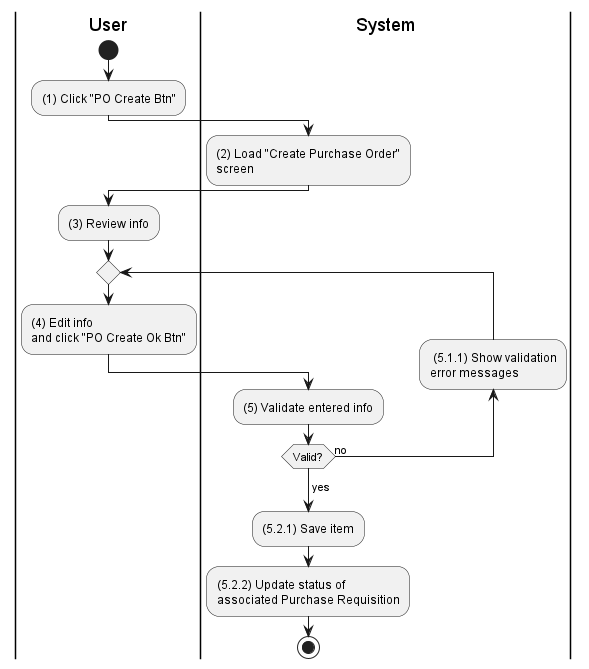 User
System
(1) Click "PO Create Btn"
(2) Load "Create Purchase Order"
screen
(3) Review info
(4) Edit info
and click "PO Create Ok Btn"
(5.1.1) Show validation
error messages
(5) Validate entered info
Valid?
no
yes
(5.2.1) Save item
(5.2.2) Update status of
associated Purchase Requisition